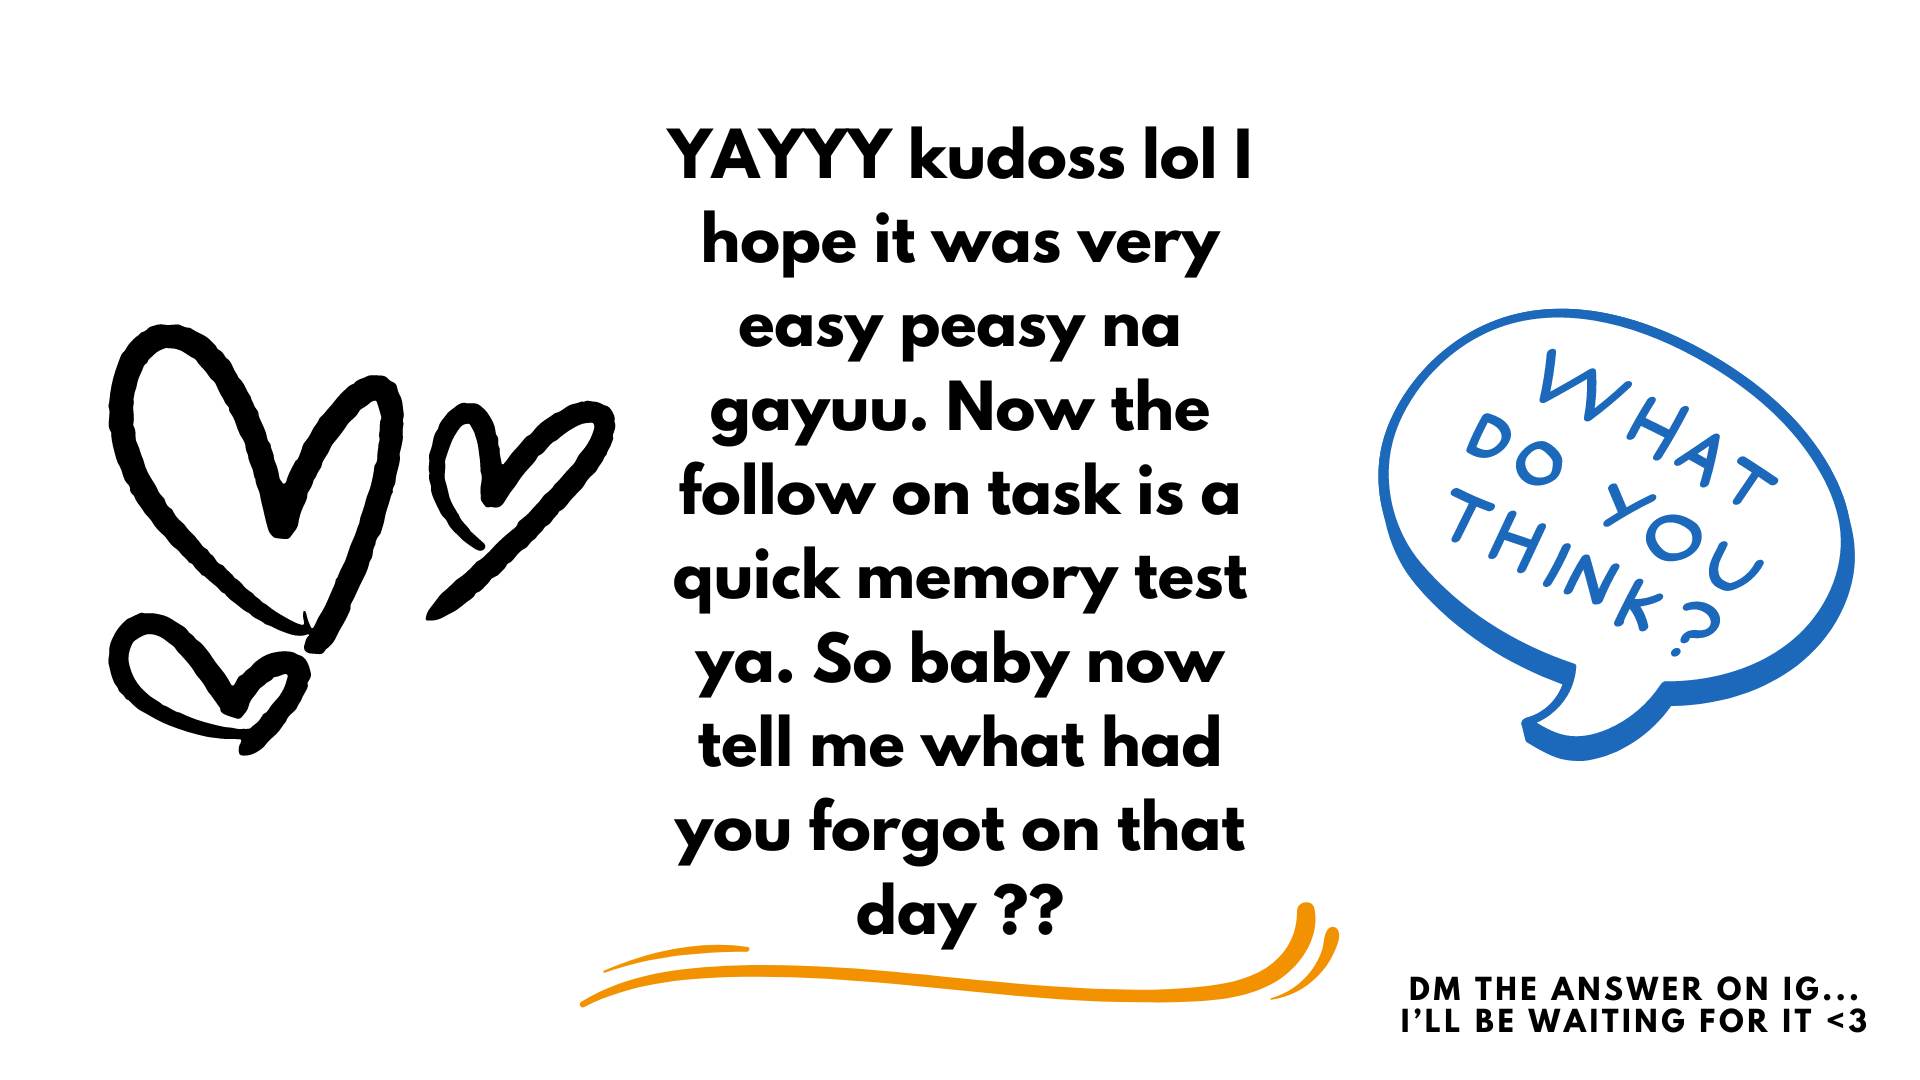 YAYYY kudoss lol I
hope it was very
easy peasy na
gayuu. Now the
follow on task is a
quick memory test
ya. So baby now
tell me what had
you forgot on that
day ??
WHAT
DO YOU
THINK?
DM THE ANSWER ON IG...
I'LL BE WAITING FOR IT <3